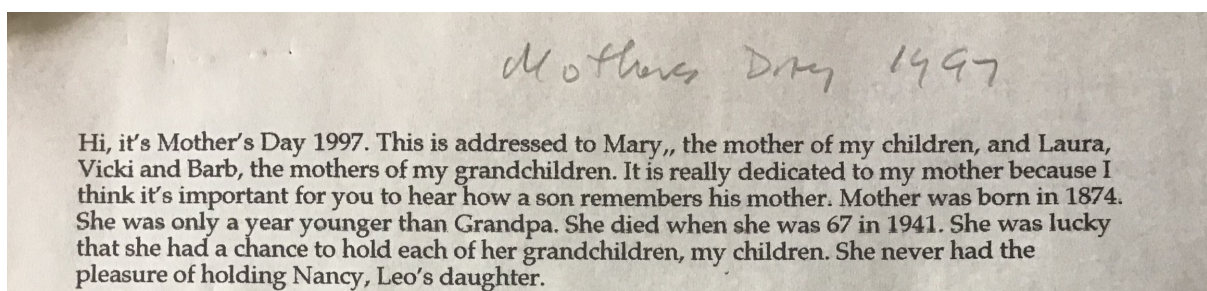 Mothers Day 1997
Hi, it's Mother's Day 1997. This is addressed to Mary,, the mother of my children, and Laura,
Vicki and Barb, the mothers of my grandchildren. It is really dedicated to my mother because I
think it's important for you to hear how a son remembers his mother. Mother was born in 1874.
She was only a year younger than Grandpa. She died when she was 67 in 1941. She was lucky
that she had a chance to hold each of her grandchildren, my children. She never had the
pleasure of holding Nancy, Leo's daughter.